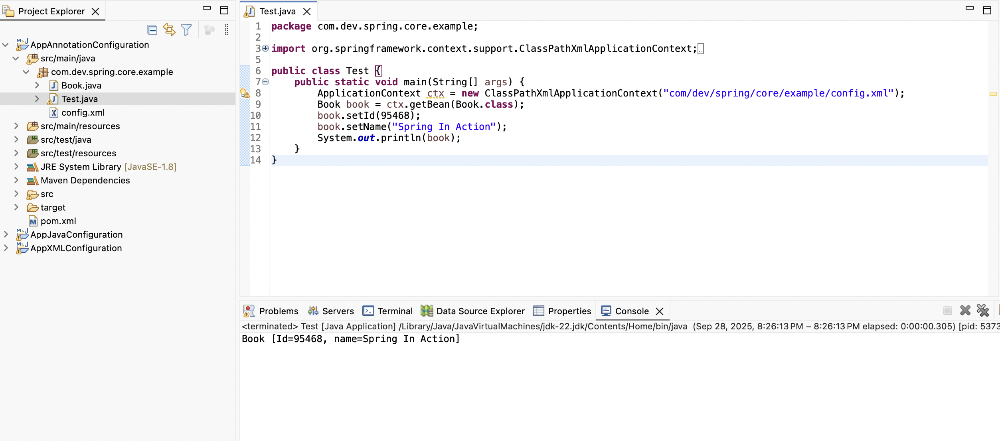 Project Explorer
AppAnnotationConfiguration
src/main/java
com.dev.spring.core.example
Book.java
Test.java
config.xml
src/main/resources
src/test/java
src/test/resources
JRE System Library [JavaSE-1.8]
Maven Dependencies
src
target
pom.xml
AppJavaConfiguration
AppXMLConfiguration
Test.java
1 package com.dev.spring.core.example;
2
3 import org.springframework.context.support.ClassPathXmlApplicationContext;
5
6 public class Test {
7     public static void main(String[] args) {
8         ApplicationContext ctx = new ClassPathXmlApplicationContext("com/dev/spring/core/example/config.xml");
9         Book book = ctx.getBean(Book.class);
10         book.setId(95468);
11         book.setName("Spring In Action");
12         System.out.println(book);
13     }
14 }
Problems Servers Terminal Data Source Explorer Properties Console
<terminated> Test [Java Application] /Library/Java/JavaVirtualMachines/jdk-22.jdk/Contents/Home/bin/java (Sep 28, 2025, 8:26:13 PM – 8:26:13 PM elapsed: 0:00:00.305) [pid: 5373
Book [Id=95468, name=Spring In Action]